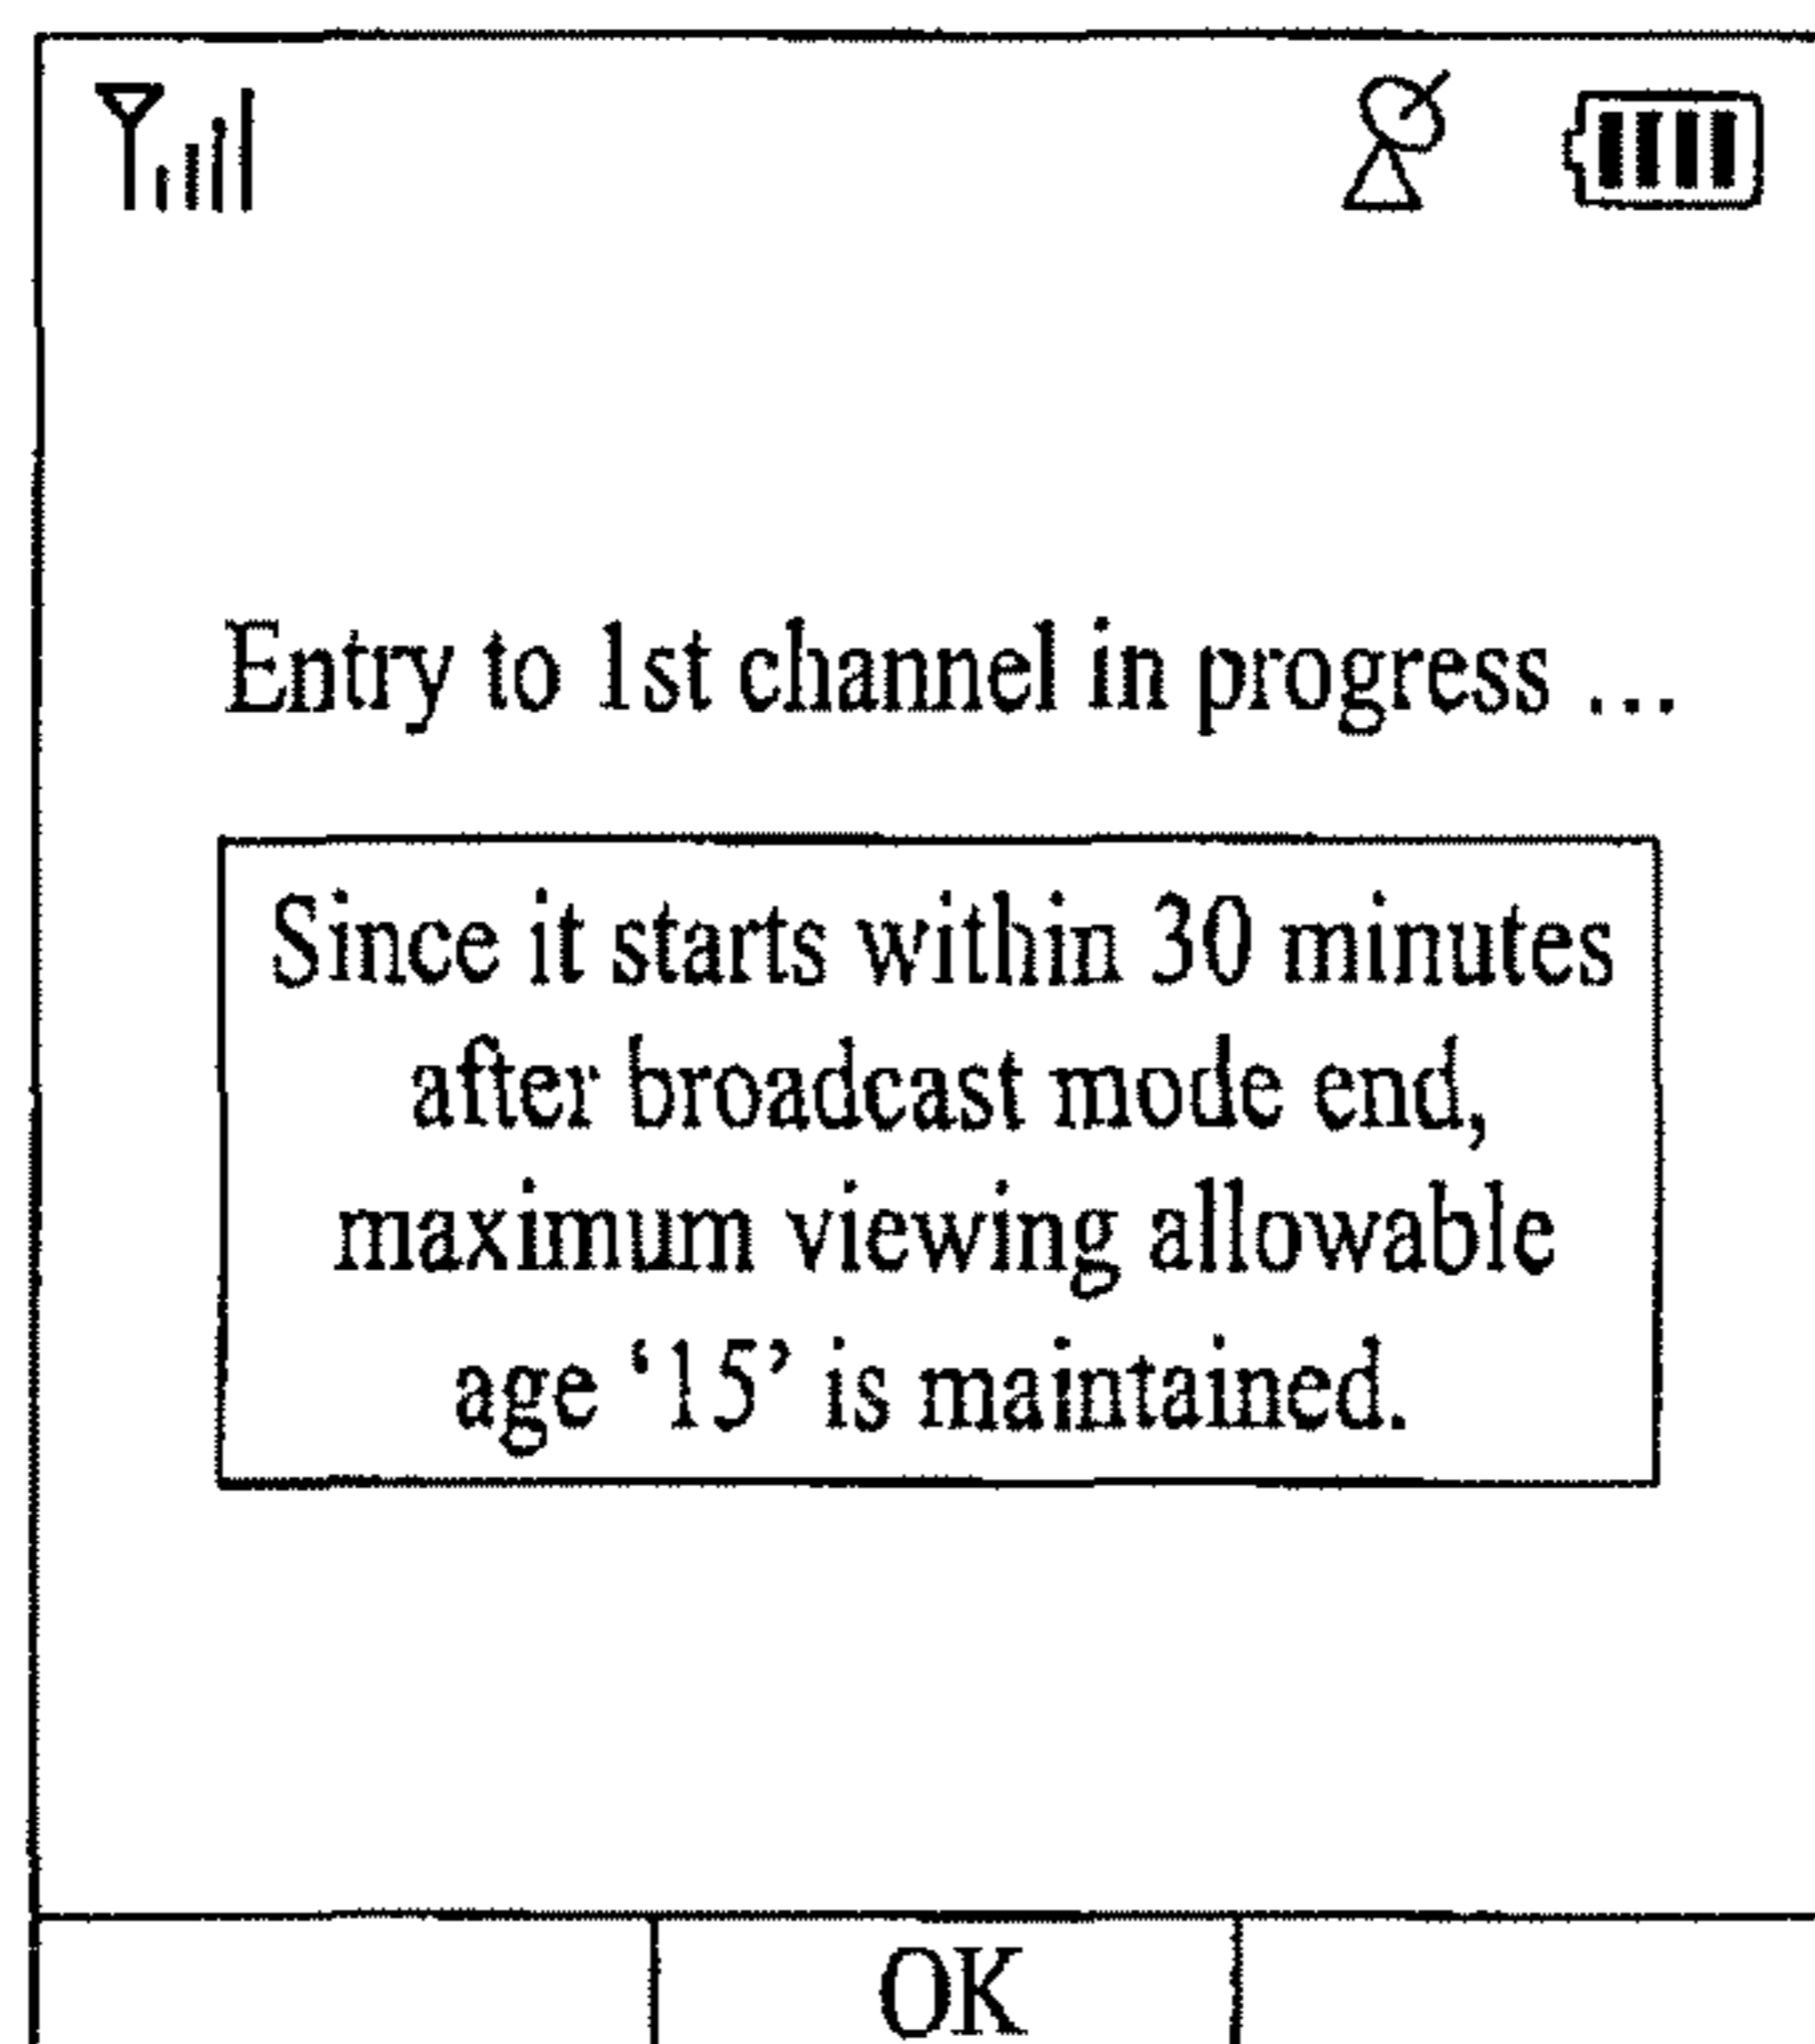 Entry to 1st channel in progress ...
Since it starts within 30 minutes
after broadcast mode end,
maximum viewing allowable
age ‘15’ is maintained.
OK